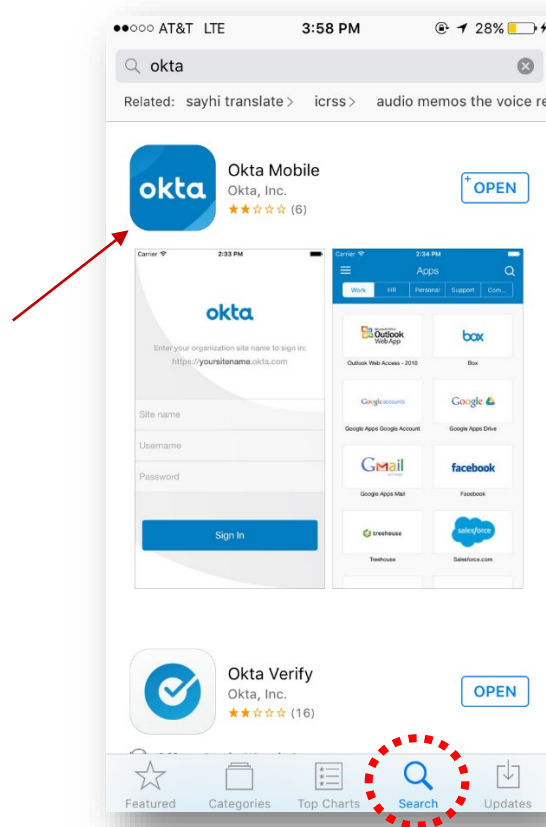 ●●○○○ AT&T LTE 3:58 PM 28%
okta
Related: sayhi translate > icrss > audio memos the voice re
okta
Okta Mobile
Okta, Inc.
★★☆☆☆ (6)
+ OPEN
Carrier 2:33 PM
okta
Enter your organization site name to sign in:
https://yoursitename.okta.com
Site name
Username
Password
Sign In
Carrier 2:34 PM
Apps
Work HR Personal Support Com...
Outlook
Web App
box
Outlook Web Access - 2010 Box
Google accounts Google
Google Apps Google Account Google Apps Drive
Gmail facebook
Google Apps Mail Facebook
treehouse salesforce
Treehouse Salesforce.com
Okta Verify
Okta, Inc.
★★☆☆☆ (16)
OPEN
Featured Categories Top Charts Search Updates